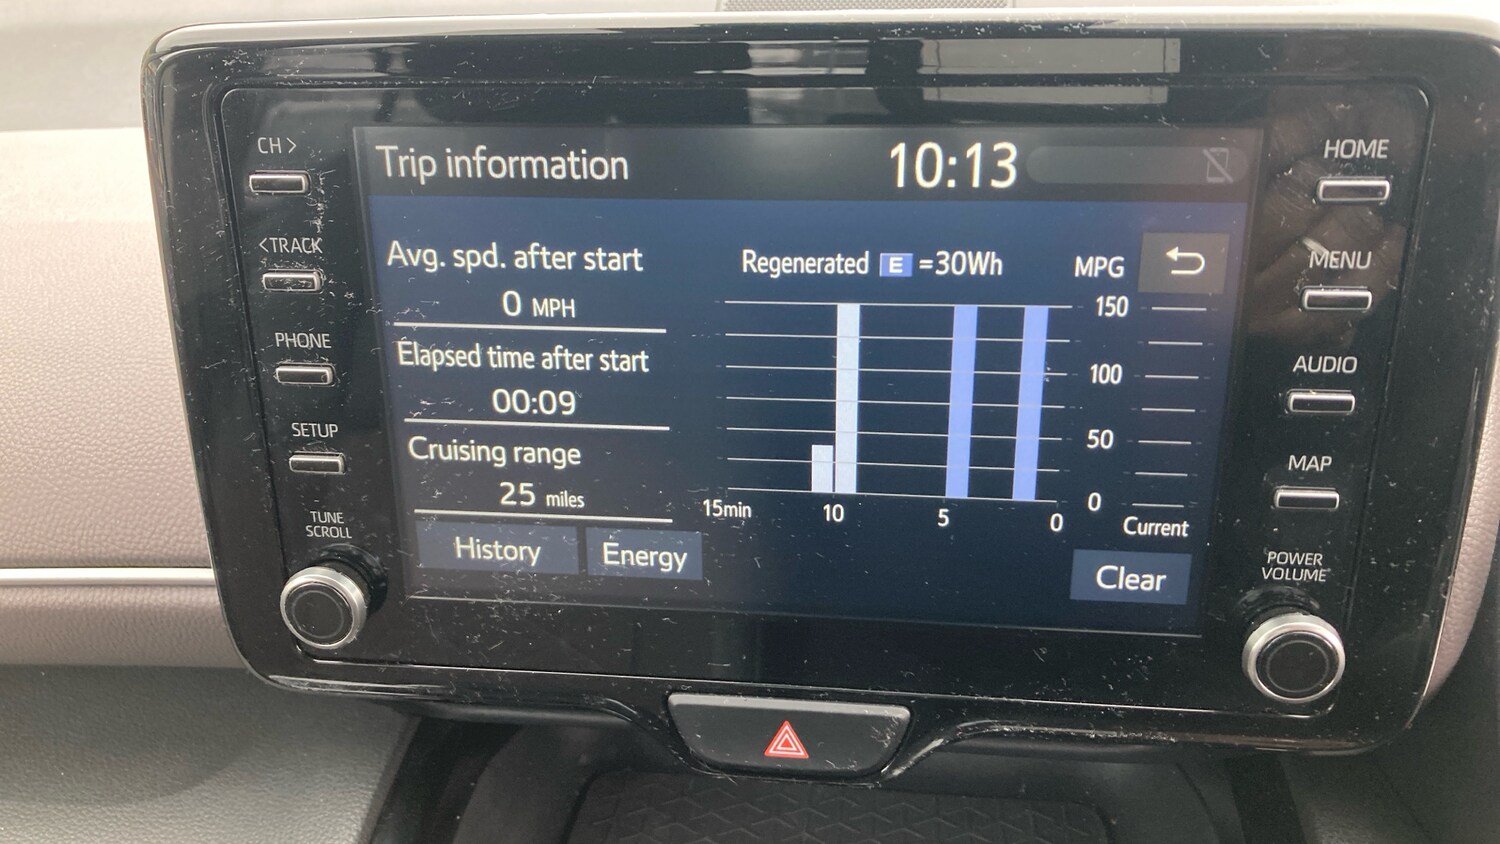 CH >
<TRACK
PHONE
SETUP
TUNE
SCROLL
Trip information
10:13
Avg. spd. after start
0 MPH
Elapsed time after start
00:09
Cruising range
25 miles
History
Energy
Regenerated E =30Wh
MPG
150
100
50
0
15min
10
5
0
Current
Clear
HOME
MENU
AUDIO
MAP
POWER
VOLUME